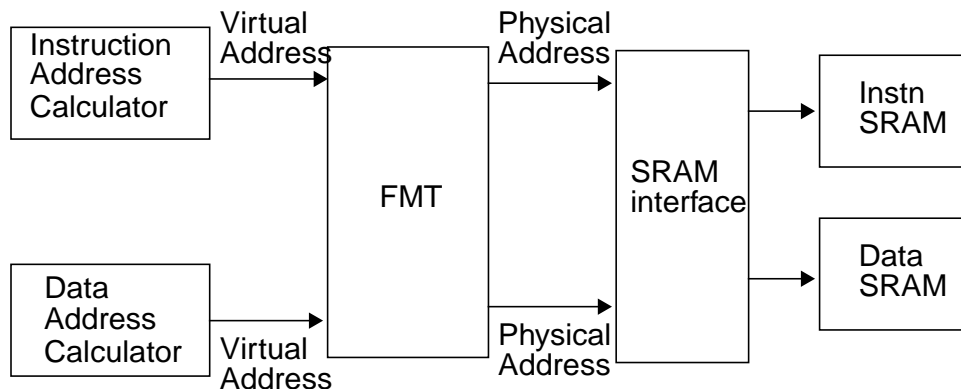 Instruction
Address
Calculator
Virtual
Address
FMT
Physical
Address
SRAM
interface
Instn
SRAM
Data
Address
Calculator
Virtual
Address
Physical
Address
Data
SRAM